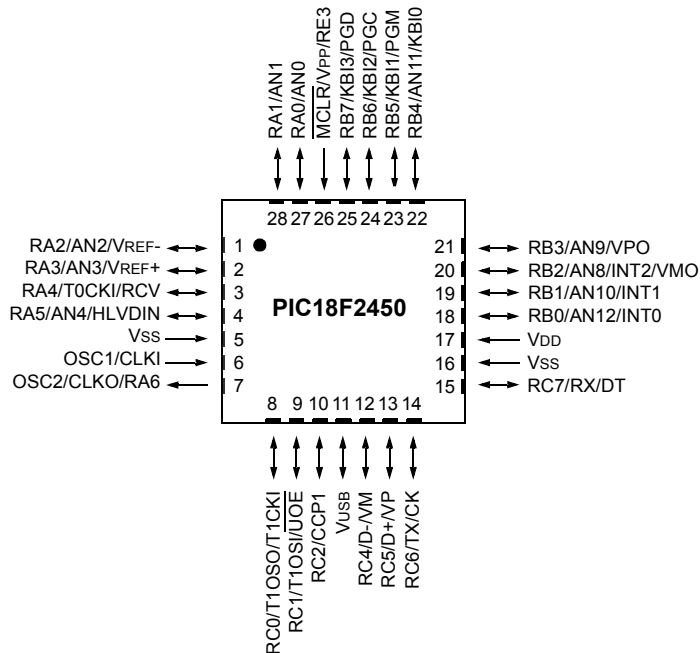 RA1/AN1
RA0/AN0
MCLR/VPP/RE3
RB7/KBI3/PGD
RB6/KBI2/PGC
RB5/KBI1/PGM
RB4/AN11/KBI0
28 27 26 25 24 23 22
RA2/AN2/VREF-
RA3/AN3/VREF+
RA4/T0CKI/RCV
RA5/AN4/HLVDIN
VSS
OSC1/CLKI
OSC2/CLKO/RA6
1
2
3
4
5
6
7
PIC18F2450
21
20
19
18
17
16
15
RB3/AN9/VPO
RB2/AN8/INT2/VMO
RB1/AN10/INT1
RB0/AN12/INT0
VDD
VSS
RC7/RX/DT
8 9 10 11 12 13 14
RC0/T1OSO/T1CKI
RC1/T1OSI/UOE
RC2/CCP1
VUSB
RC4/D-/VM
RC5/D+/VP
RC6/TX/CK